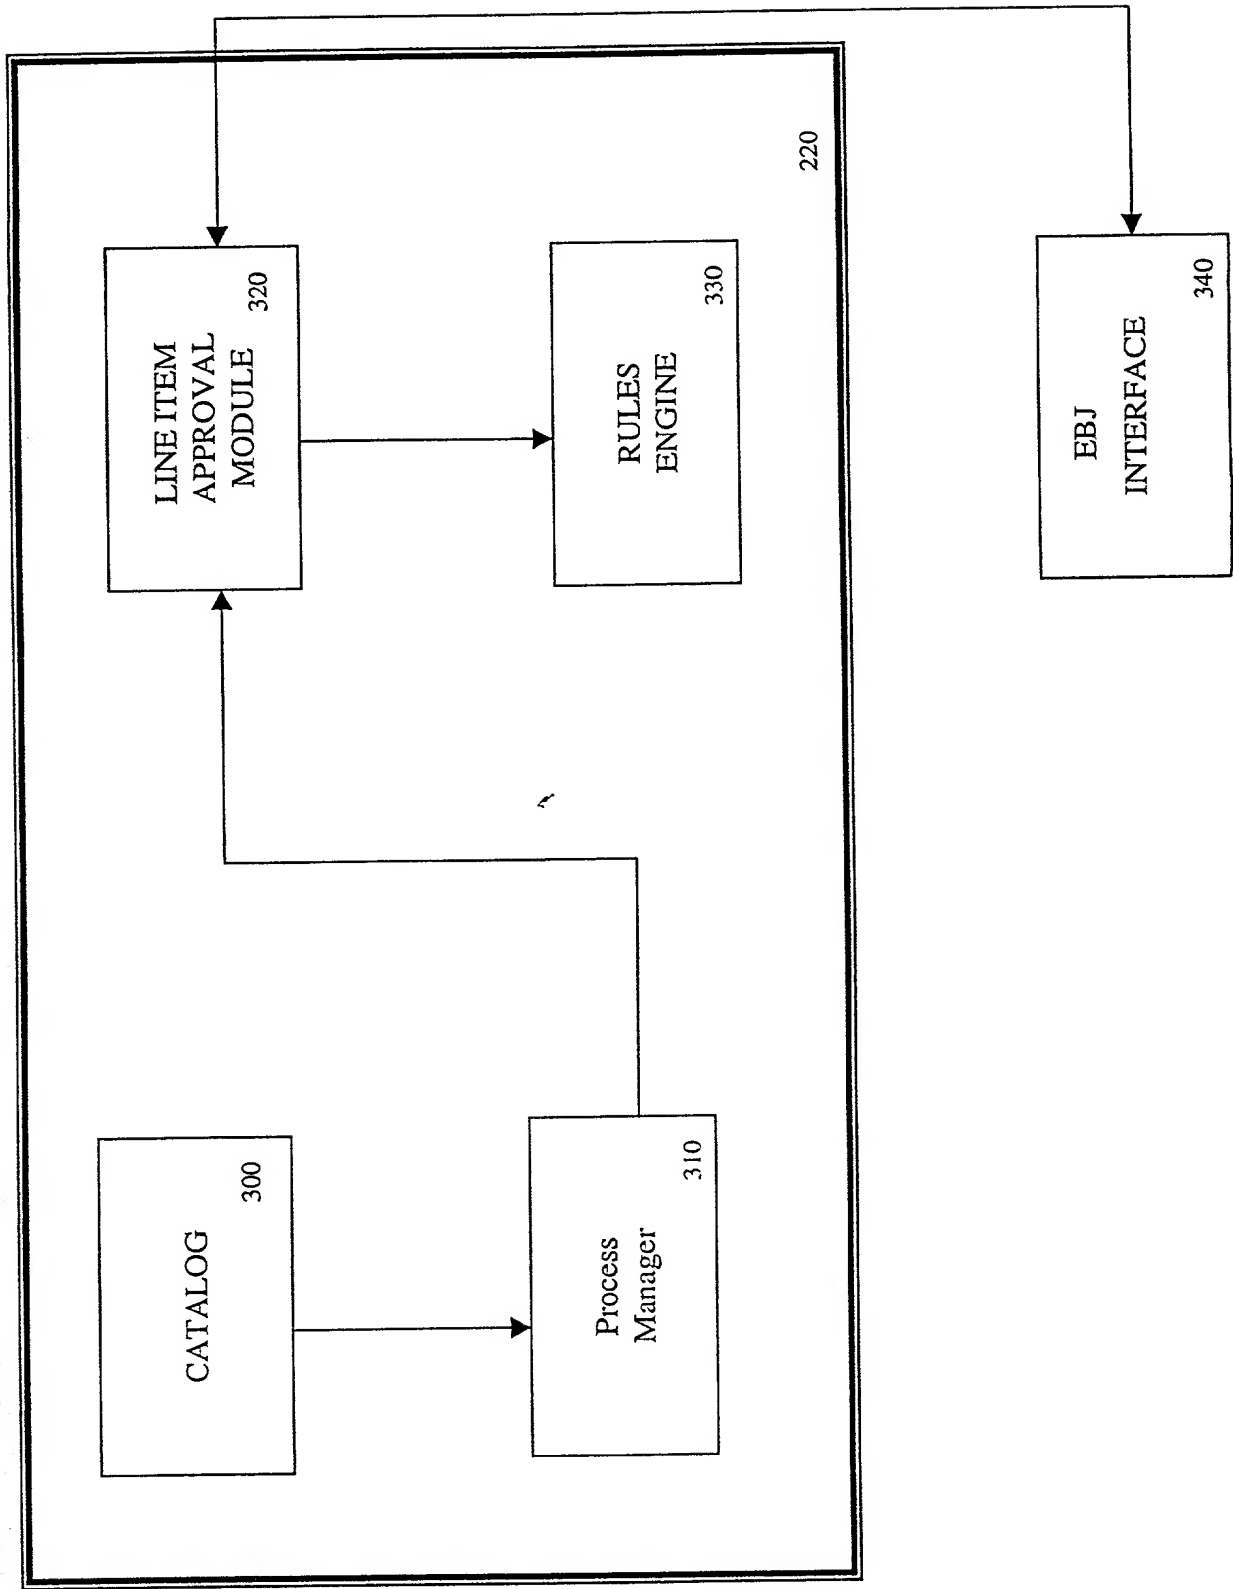 CATALOG
300
Process
Manager
310
LINE ITEM
APPROVAL
MODULE
320
RULES
ENGINE
330
220
EBJ
INTERFACE
340